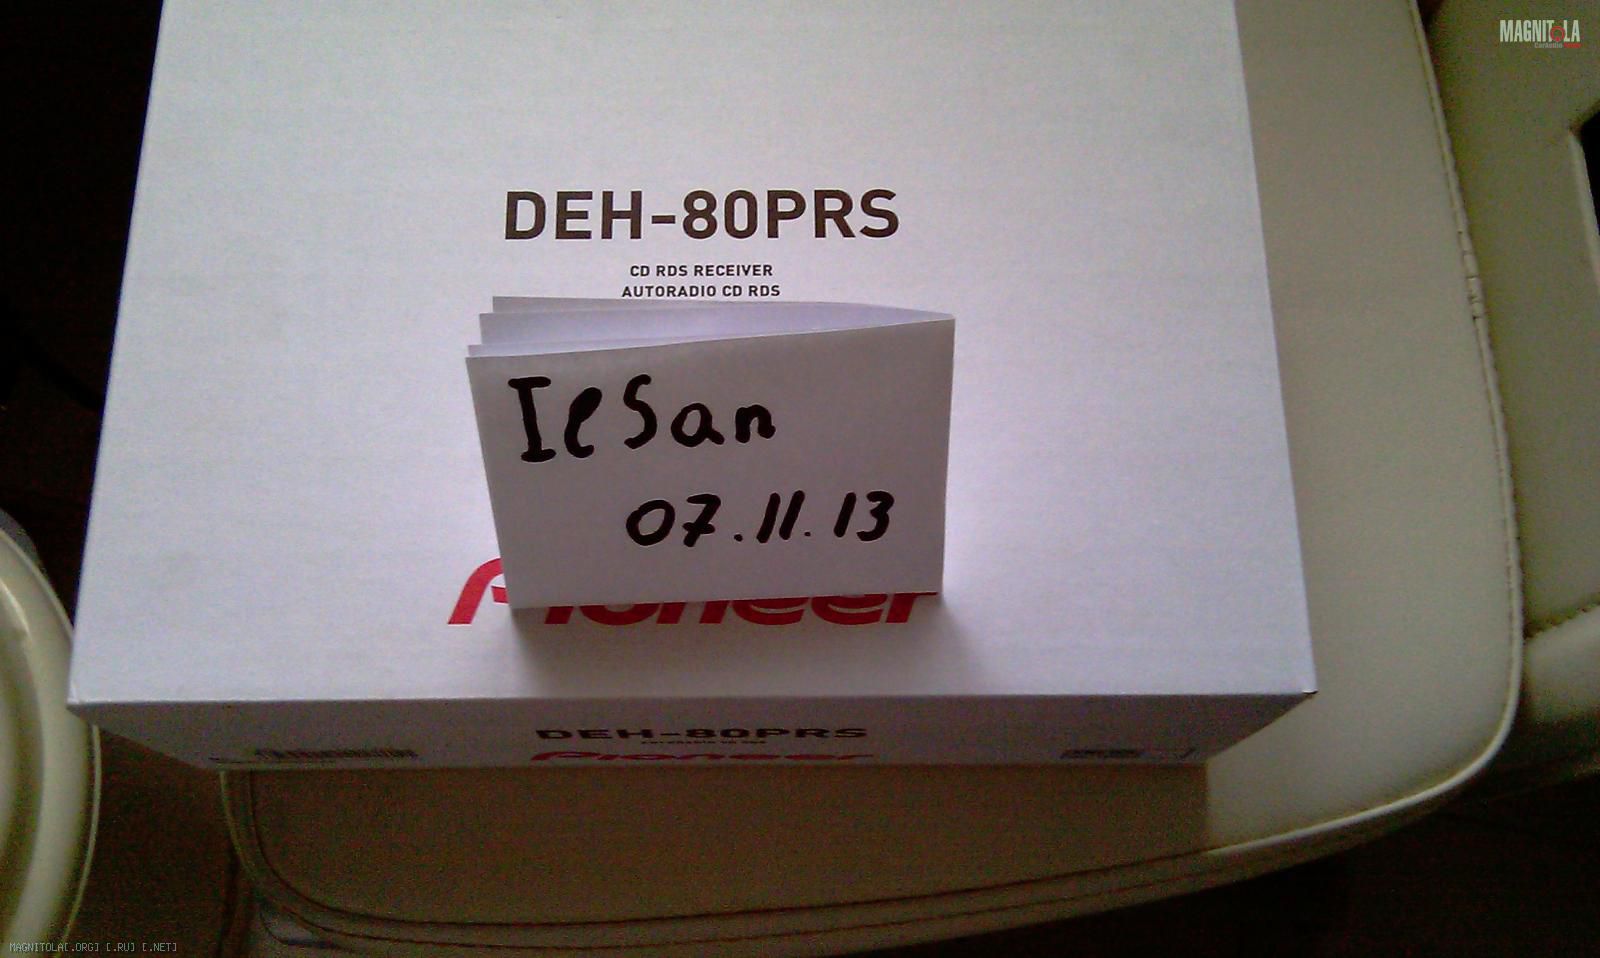 MAGNITOLA
DEH-80PRS
CD RDS RECEIVER
AUTORADIO CD RDS
IlSan
07.11.13
Pioneer
DEH-80PRS
Pioneer
MAGNITOLA[.ORG] [.RU] [.NET]